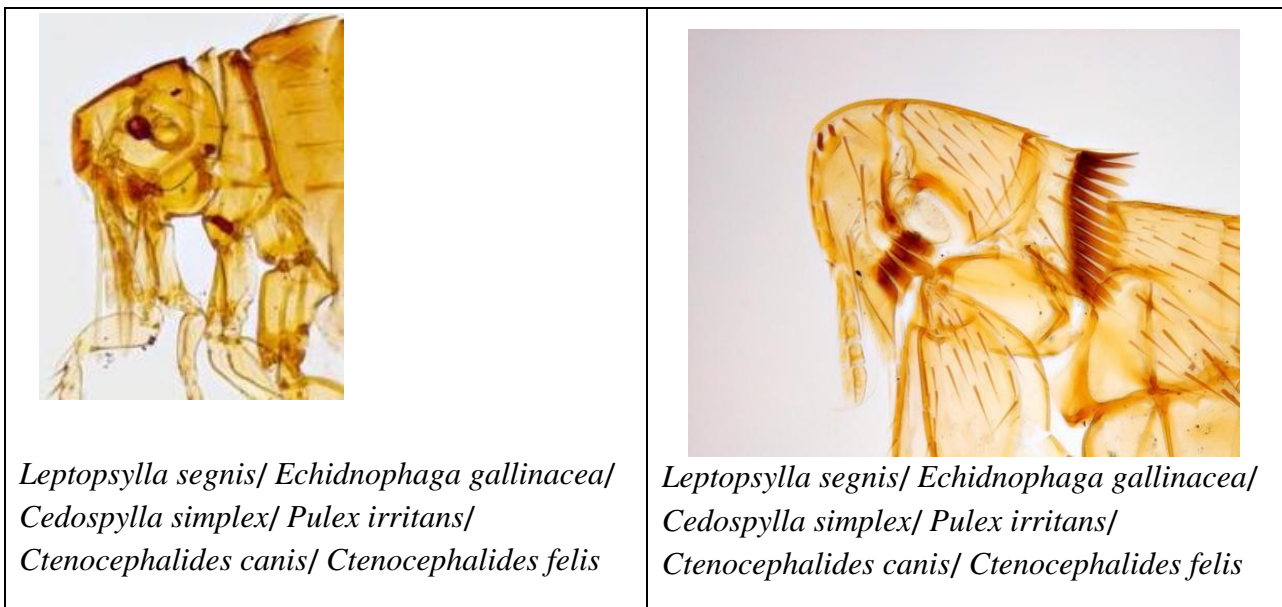 Leptopsylla segnis/ Echidnophaga gallinacea/
Cedospylla simplex/ Pulex irritans/
Ctenocephalides canis/ Ctenocephalides felis
Leptopsylla segnis/ Echidnophaga gallinacea/
Cedospylla simplex/ Pulex irritans/
Ctenocephalides canis/ Ctenocephalides felis